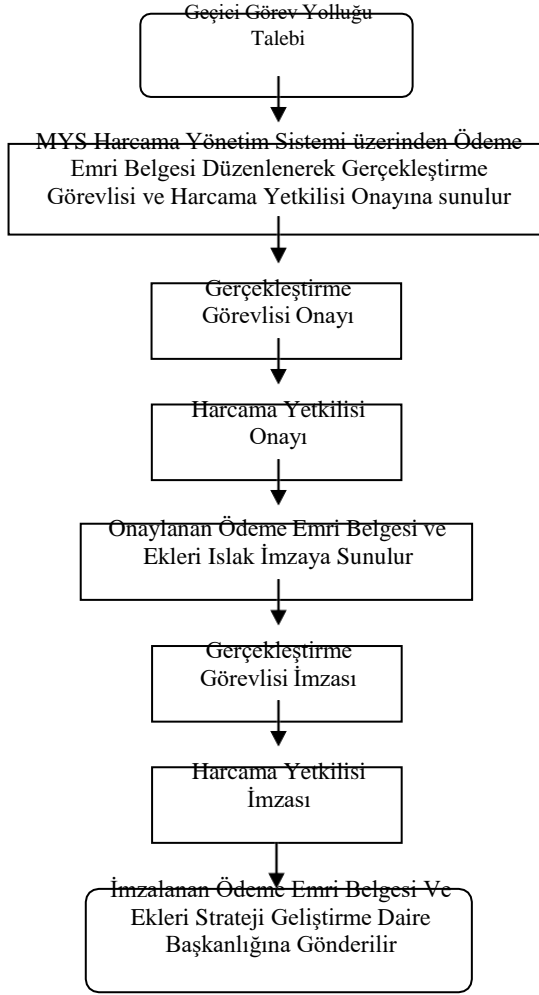 Geçici Görev Yolluğu
Talebi
MYS Harcama Yönetim Sistemi üzerinden Ödeme
Emri Belgesi Düzenlenerek Gerçekleştirme
Görevlisi ve Harcama Yetkilisi Onayına sunulur
Gerçekleştirme
Görevlisi Onayı
Harcama Yetkilisi
Onayı
Onaylanan Ödeme Emri Belgesi ve
Ekleri Islak İmzaya Sunulur
Gerçekleştirme
Görevlisi İmzası
Harcama Yetkilisi
İmzası
İmzalanan Ödeme Emri Belgesi Ve
Ekleri Strateji Geliştirme Daire
Başkanlığına Gönderilir